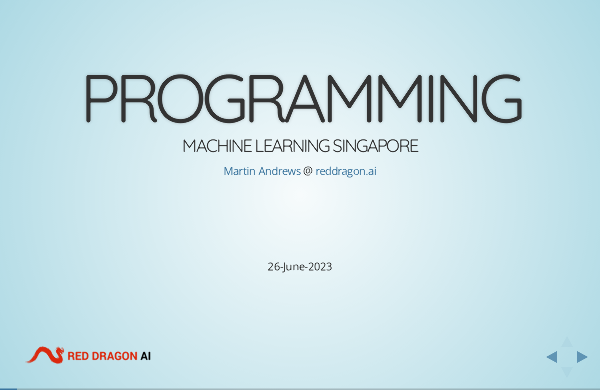 PROGRAMMING
MACHINE LEARNING SINGAPORE
Martin Andrews @ reddragon.ai
26-June-2023
RED DRAGON AI